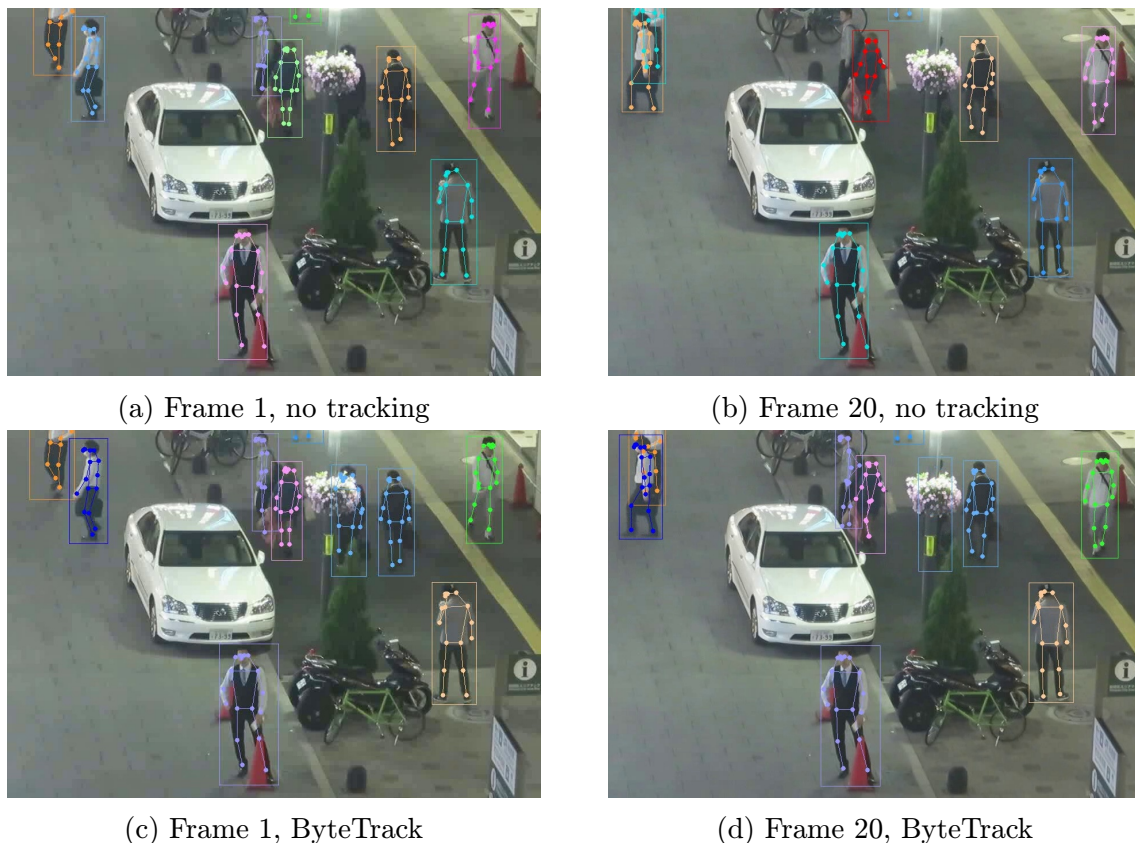 (a) Frame 1, no tracking
(b) Frame 20, no tracking
(c) Frame 1, ByteTrack
(d) Frame 20, ByteTrack